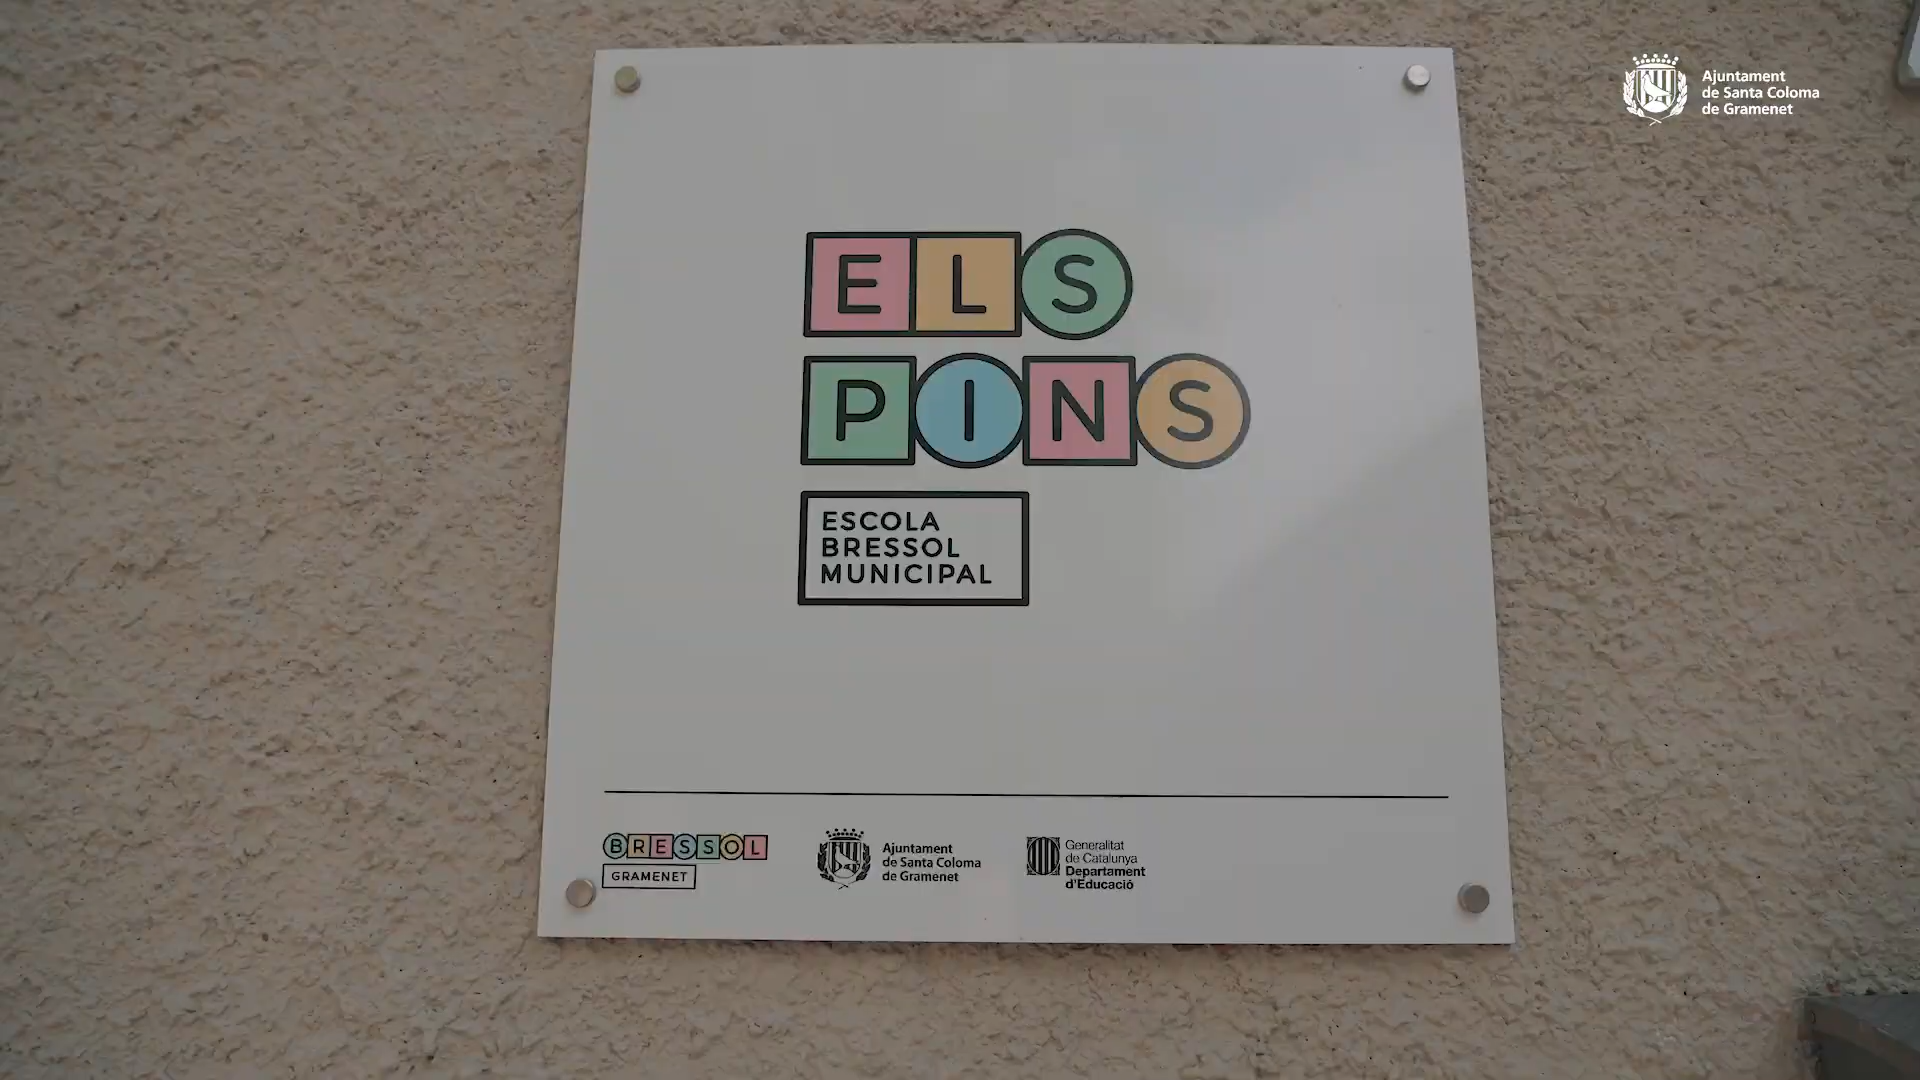 Ajuntament
de Santa Coloma
de Gramenet
ELS
PINS
ESCOLA
BRESSOL
MUNICIPAL
BRESSOL
GRAMENET
Ajuntament
de Santa Coloma
de Gramenet
Generalitat
de Catalunya
Departament
d'Educació